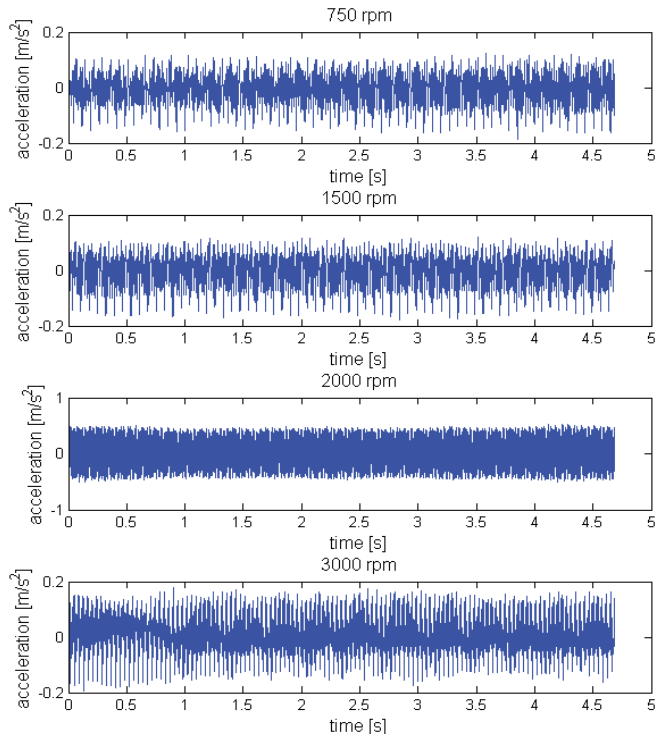 750 rpm
acceleration [m/s²]
0.2
0
-0.2
0 0.5 1 1.5 2 2.5 3 3.5 4 4.5 5
time [s]
1500 rpm
acceleration [m/s²]
0.2
0
-0.2
0 0.5 1 1.5 2 2.5 3 3.5 4 4.5 5
time [s]
2000 rpm
acceleration [m/s²]
1
0
-1
0 0.5 1 1.5 2 2.5 3 3.5 4 4.5 5
time [s]
3000 rpm
acceleration [m/s²]
0.2
0
-0.2
0 0.5 1 1.5 2 2.5 3 3.5 4 4.5 5
time [s]